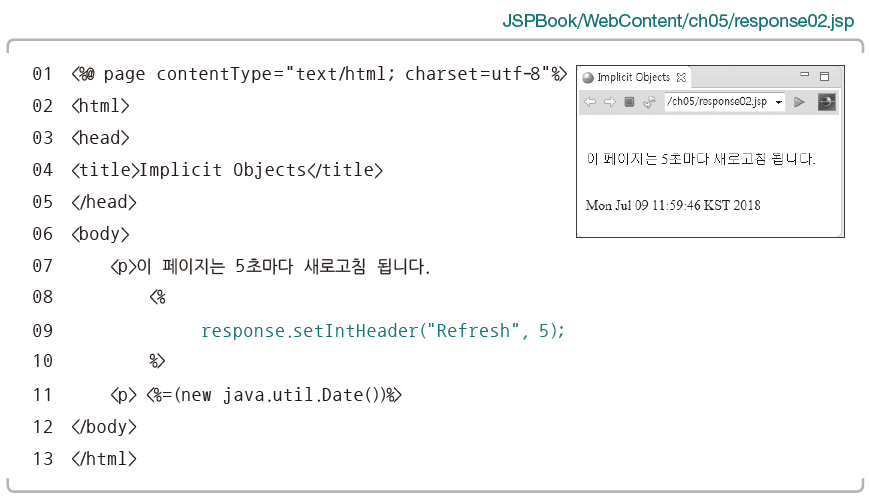 JSPBook/WebContent/ch05/response02.jsp
01 <%@ page contentType="text/html; charset=utf-8"%>
02 <html>
03 <head>
04 <title>Implicit Objects</title>
05 </head>
06 <body>
07 <p>이 페이지는 5초마다 새로고침 됩니다.
08 <%
09 response.setIntHeader("Refresh", 5);
10 %>
11 <p> <%=(new java.util.Date())%>
12 </body>
13 </html>
Implicit Objects
/ch05/response02.jsp
이 페이지는 5초마다 새로고침 됩니다.
Mon Jul 09 11:59:46 KST 2018